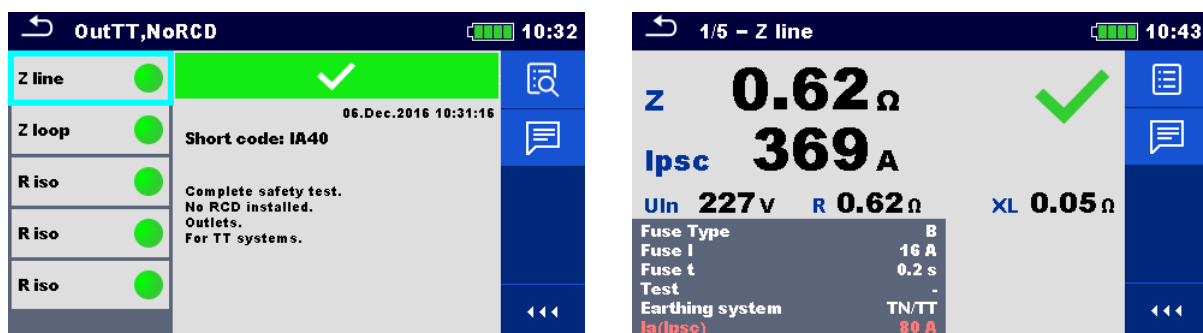 OutTT,NoRCD
10:32
Z line
Z loop
R iso
R iso
R iso
06.Dec.2016 10:31:16
Short code: IA40
Complete safety test.
No RCD installed.
Outlets.
For TT systems.
1/5 – Z line
10:43
Z 0.62 Ω
Ipsc 369 A
Uln 227 V R 0.62 Ω XL 0.05 Ω
Fuse Type B
Fuse I 16 A
Fuse t 0.2 s
Test -
Earthing system TN/TT
Ia(Ipsc) 80 A